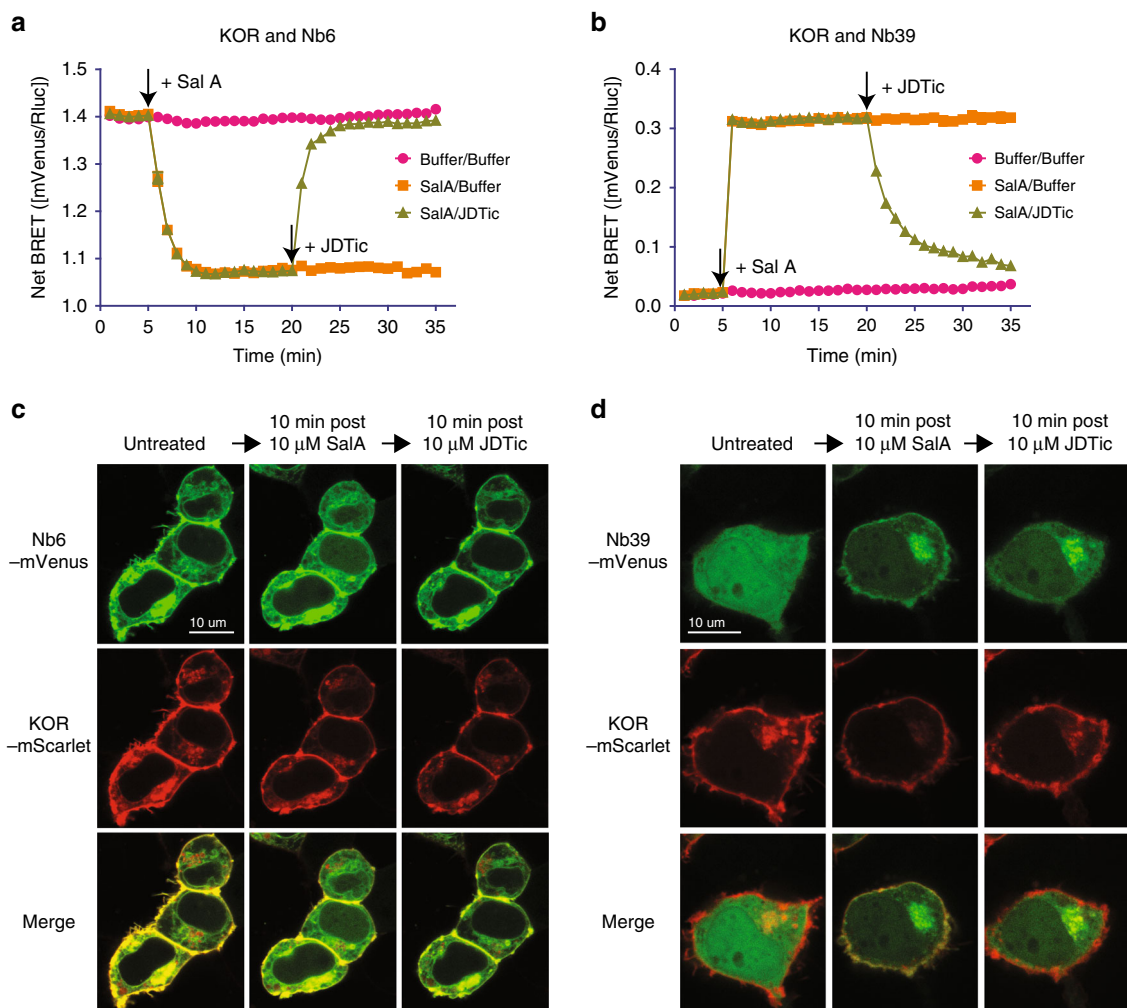 a
KOR and Nb6
Net BRET ([mVenus/Rluc])
1.5
1.4
1.3
1.2
1.1
1.0
0 5 10 15 20 25 30 35
Time (min)
+ Sal A
+ JDTic
Buffer/Buffer
SalA/Buffer
SalA/JDTic
b
KOR and Nb39
Net BRET ([mVenus/Rluc])
0.4
0.3
0.2
0.1
0.0
0 5 10 15 20 25 30 35
Time (min)
+ Sal A
+ JDTic
Buffer/Buffer
SalA/Buffer
SalA/JDTic
c
Untreated
10 min post
10 µM SalA
10 min post
10 µM JDTic
Nb6
–mVenus
10 um
KOR
–mScarlet
Merge
d
Untreated
10 min post
10 µM SalA
10 min post
10 µM JDTic
Nb39
–mVenus
10 um
KOR
–mScarlet
Merge